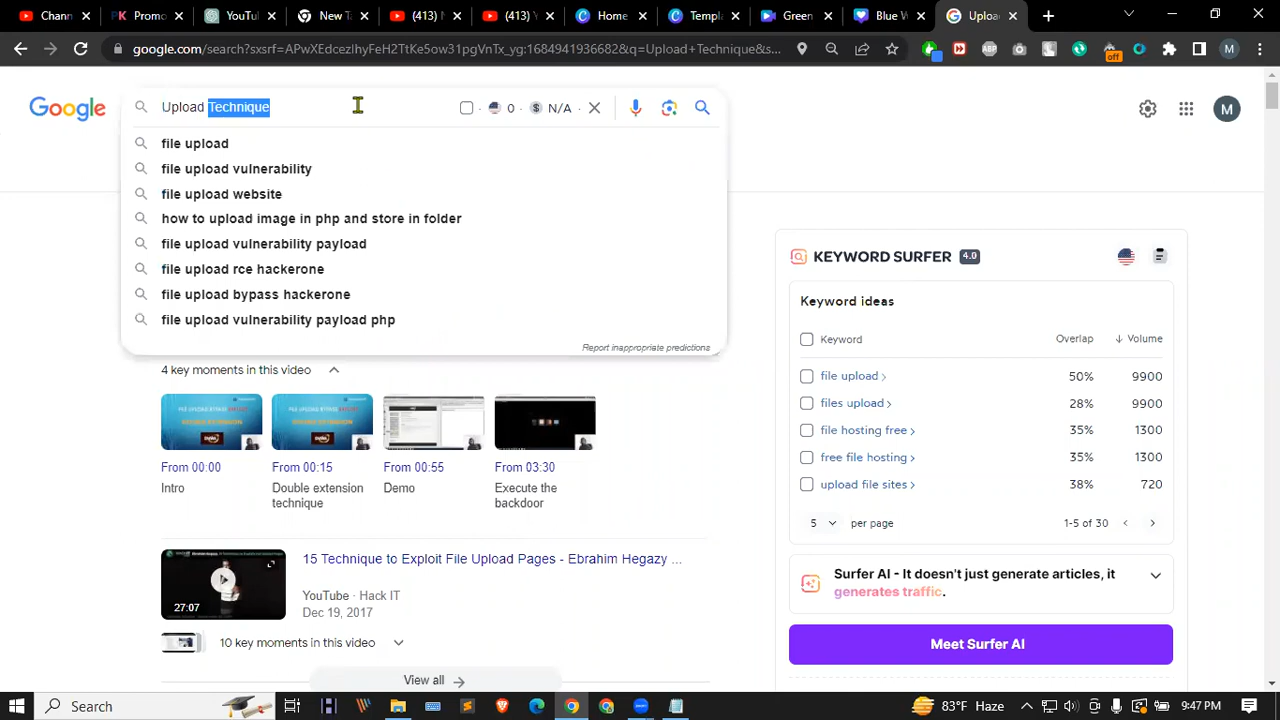 Chann
PK Promo
YouTube
New Ta
(413) N
(413) Y
Home
Templa
Green
Blue W
Uploa
google.com/search?sxsrf=APwXEdcezIhyFeH2TtKe5ow31pgVnTx_yg:1684941936682&q=Upload+Technique&s...
off
M
Google
Upload Technique
0
N/A
M
file upload
file upload vulnerability
file upload website
how to upload image in php and store in folder
file upload vulnerability payload
file upload rce hackerone
file upload bypass hackerone
file upload vulnerability payload php
Report inappropriate predictions
4 key moments in this video
From 00:00
Intro
From 00:15
Double extension
technique
From 00:55
Demo
From 03:30
Execute the
backdoor
27:07
15 Technique to Exploit File Upload Pages - Ebrahim Hegazy ...
YouTube · Hack IT
Dec 19, 2017
10 key moments in this video
View all
KEYWORD SURFER 4.0
Keyword ideas
Keyword Overlap Volume
file upload 50% 9900
files upload 28% 9900
file hosting free 35% 1300
free file hosting 35% 1300
upload file sites 38% 720
5 per page 1-5 of 30
Surfer AI - It doesn't just generate articles, it
generates traffic.
Meet Surfer AI
Search
83°F Haze
9:47 PM